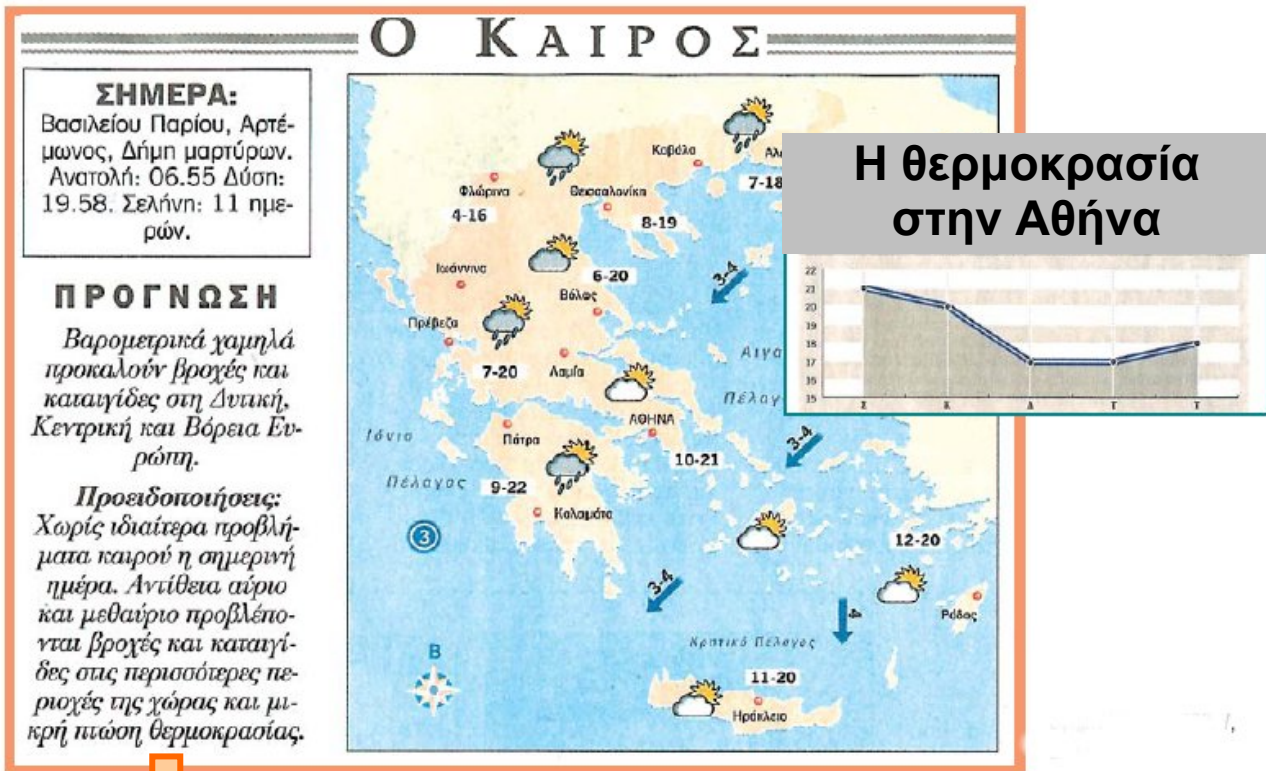 Ο ΚΑΙΡΟΣ
ΣΗΜΕΡΑ:
Βασιλείου Παρίου, Αρτέ-
μωνος, Δήμη μαρτύρων.
Ανατολή: 06.55 Δύση:
19.58. Σελήνη: 11 ημε-
ρών.
ΠΡΟΓΝΩΣΗ
Βαρομετρικά χαμηλά
προκαλούν βροχές και
καταιγίδες στη Δυτική,
Κεντρική και Βόρεια Ευ-
ρώπη.
Προειδοποιήσεις:
Χωρίς ιδιαίτερα προβλή-
ματα καιρού η σημερινή
ημέρα. Αντίθετα αύριο
και μεθαύριο προβλέπο-
νται βροχές και καταιγί-
δες στις περισσότερες πε-
ριοχές της χώρας και μι-
κρή πτώση θερμοκρασίας.
Καβάλα
Αλε
7-18
Φλώρινα
4-16
Θεσσαλονίκη
8-19
Ιωάννινα
6-20
Βόλος
3-4
Πρέβεζα
7-20
Λαμία
Αιγα
Πέλαγ
Ιόνιο
Πέλαγος
Πάτρα
ΑΘΗΝΑ
3-4
10-21
9-22
Καλαμάτα
3
12-20
3-4
4
Ρόδος
Κρητικό Πέλαγος
Β
11-20
Ηράκλειο
Η θερμοκρασία
στην Αθήνα
22
21
20
19
18
17
16
15
Σ Κ Δ Τ Τ